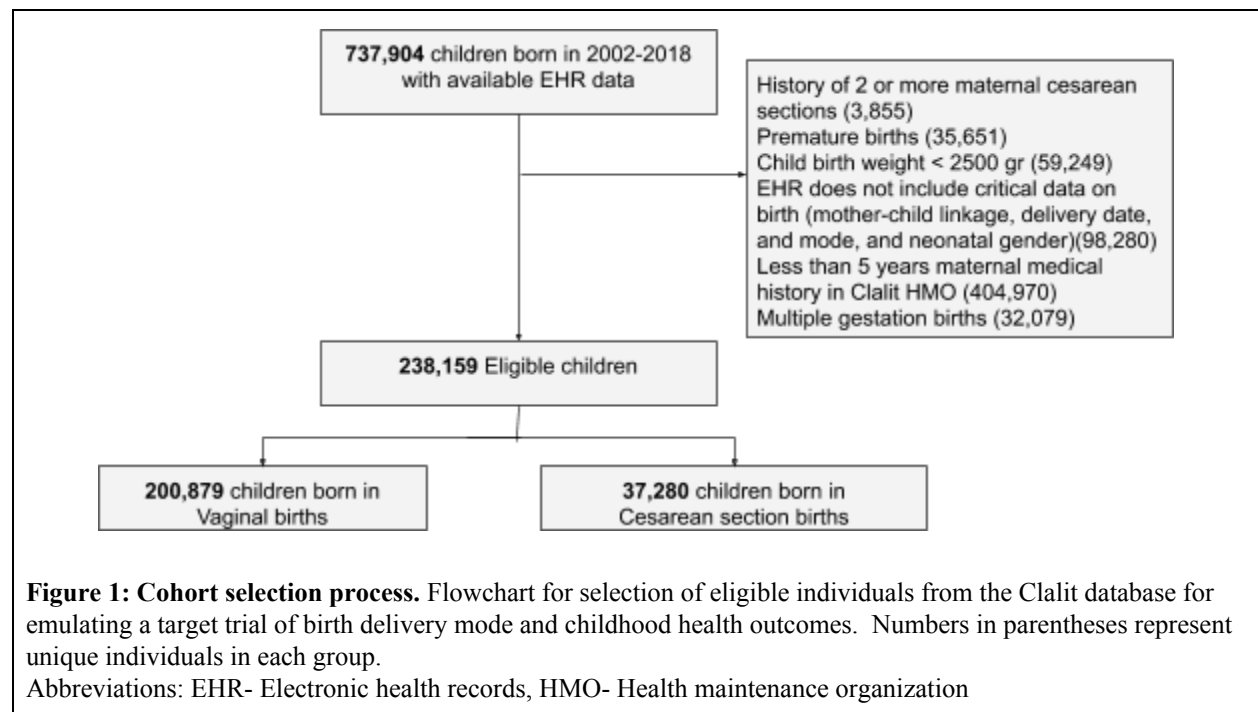 737,904 children born in 2002-2018
with available EHR data
History of 2 or more maternal cesarean
sections (3,855)
Premature births (35,651)
Child birth weight < 2500 gr (59,249)
EHR does not include critical data on
birth (mother-child linkage, delivery date,
and mode, and neonatal gender)(98,280)
Less than 5 years maternal medical
history in Clalit HMO (404,970)
Multiple gestation births (32,079)
238,159 Eligible children
200,879 children born in
Vaginal births
37,280 children born in
Cesarean section births
Figure 1: Cohort selection process. Flowchart for selection of eligible individuals from the Clalit database for
emulating a target trial of birth delivery mode and childhood health outcomes.  Numbers in parentheses represent
unique individuals in each group.
Abbreviations: EHR- Electronic health records, HMO- Health maintenance organization